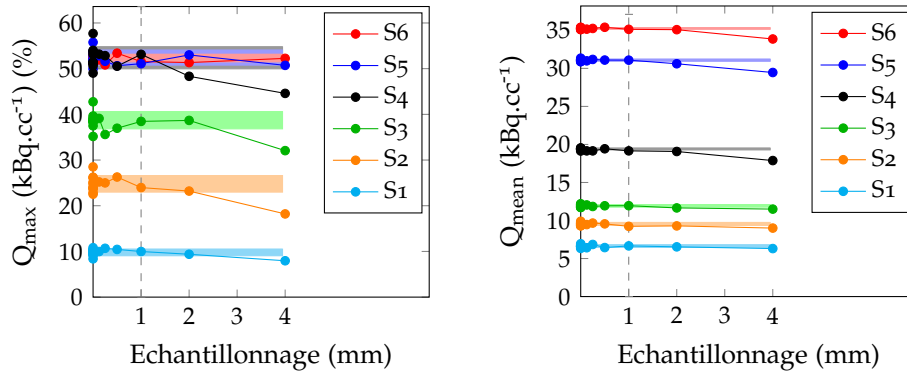 60
50
40
30
20
10
0
1 2 3 4
Echantillonnage (mm)
Q_max (kBq.cc⁻¹) (%)
S6
S5
S4
S3
S2
S1
35
30
25
20
15
10
5
0
1 2 3 4
Echantillonnage (mm)
Q_mean (kBq.cc⁻¹)
S6
S5
S4
S3
S2
S1